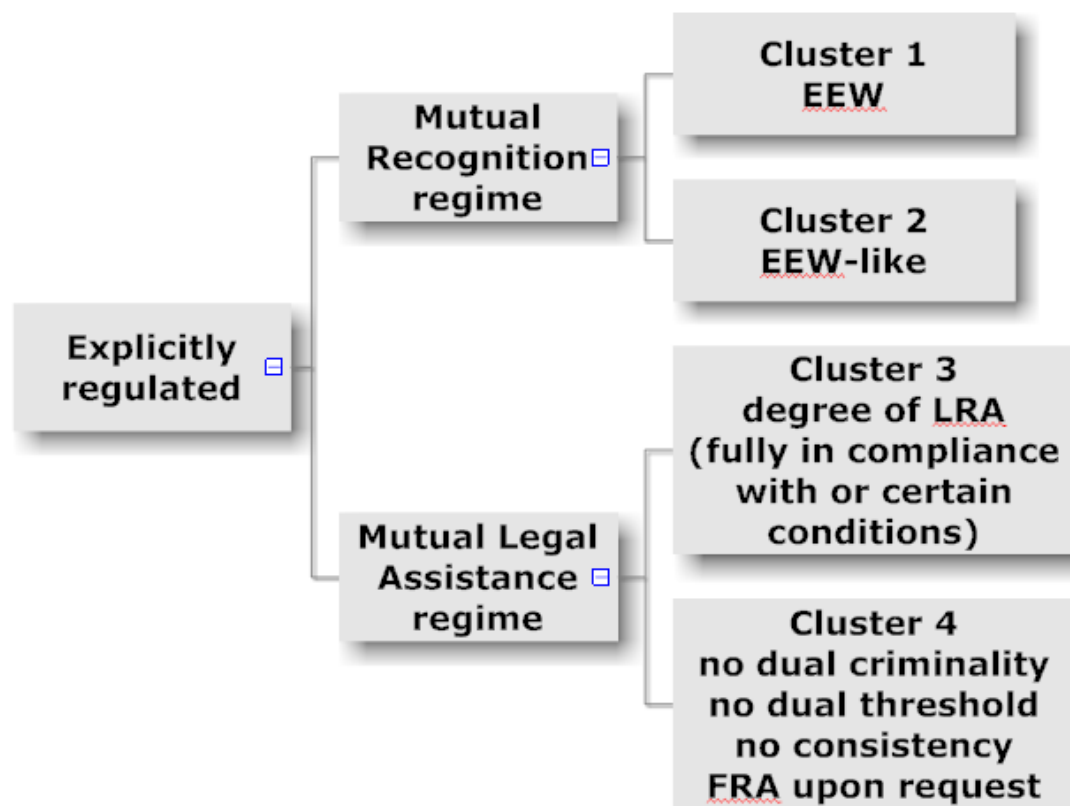 Explicitly
regulated
Mutual
Recognition
regime
Cluster 1
EEW
Cluster 2
EEW-like
Mutual Legal
Assistance
regime
Cluster 3
degree of LRA
(fully in compliance
with or certain
conditions)
Cluster 4
no dual criminality
no dual threshold
no consistency
FRA upon request